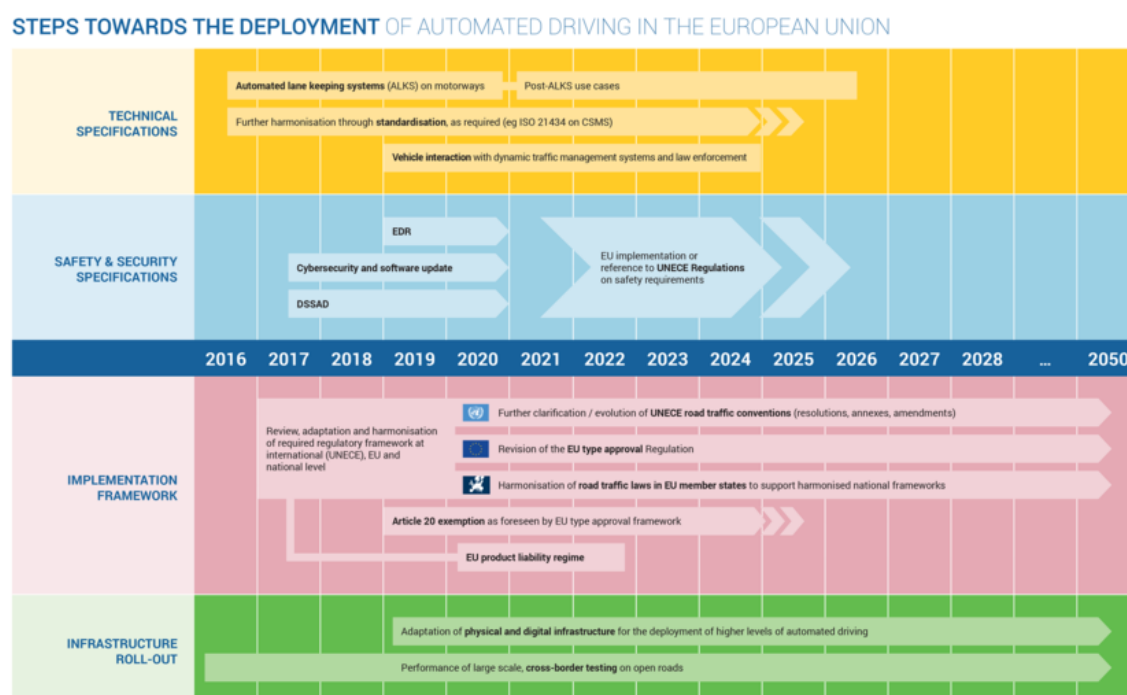 STEPS TOWARDS THE DEPLOYMENT OF AUTOMATED DRIVING IN THE EUROPEAN UNION
TECHNICAL
SPECIFICATIONS
Automated lane keeping systems (ALKS) on motorways
Post-ALKS use cases
Further harmonisation through standardisation, as required (eg ISO 21434 on CSMS)
Vehicle interaction with dynamic traffic management systems and law enforcement
SAFETY & SECURITY
SPECIFICATIONS
EDR
Cybersecurity and software update
DSSAD
EU implementation or
reference to UNECE Regulations
on safety requirements
2016 2017 2018 2019 2020 2021 2022 2023 2024 2025 2026 2027 2028 ... 2050
IMPLEMENTATION
FRAMEWORK
Review, adaptation and harmonisation
of required regulatory framework at
international (UNECE), EU and
national level
Further clarification / evolution of UNECE road traffic conventions (resolutions, annexes, amendments)
Revision of the EU type approval Regulation
Harmonisation of road traffic laws in EU member states to support harmonised national frameworks
Article 20 exemption as foreseen by EU type approval framework
EU product liability regime
INFRASTRUCTURE
ROLL-OUT
Adaptation of physical and digital infrastructure for the deployment of higher levels of automated driving
Performance of large scale, cross-border testing on open roads